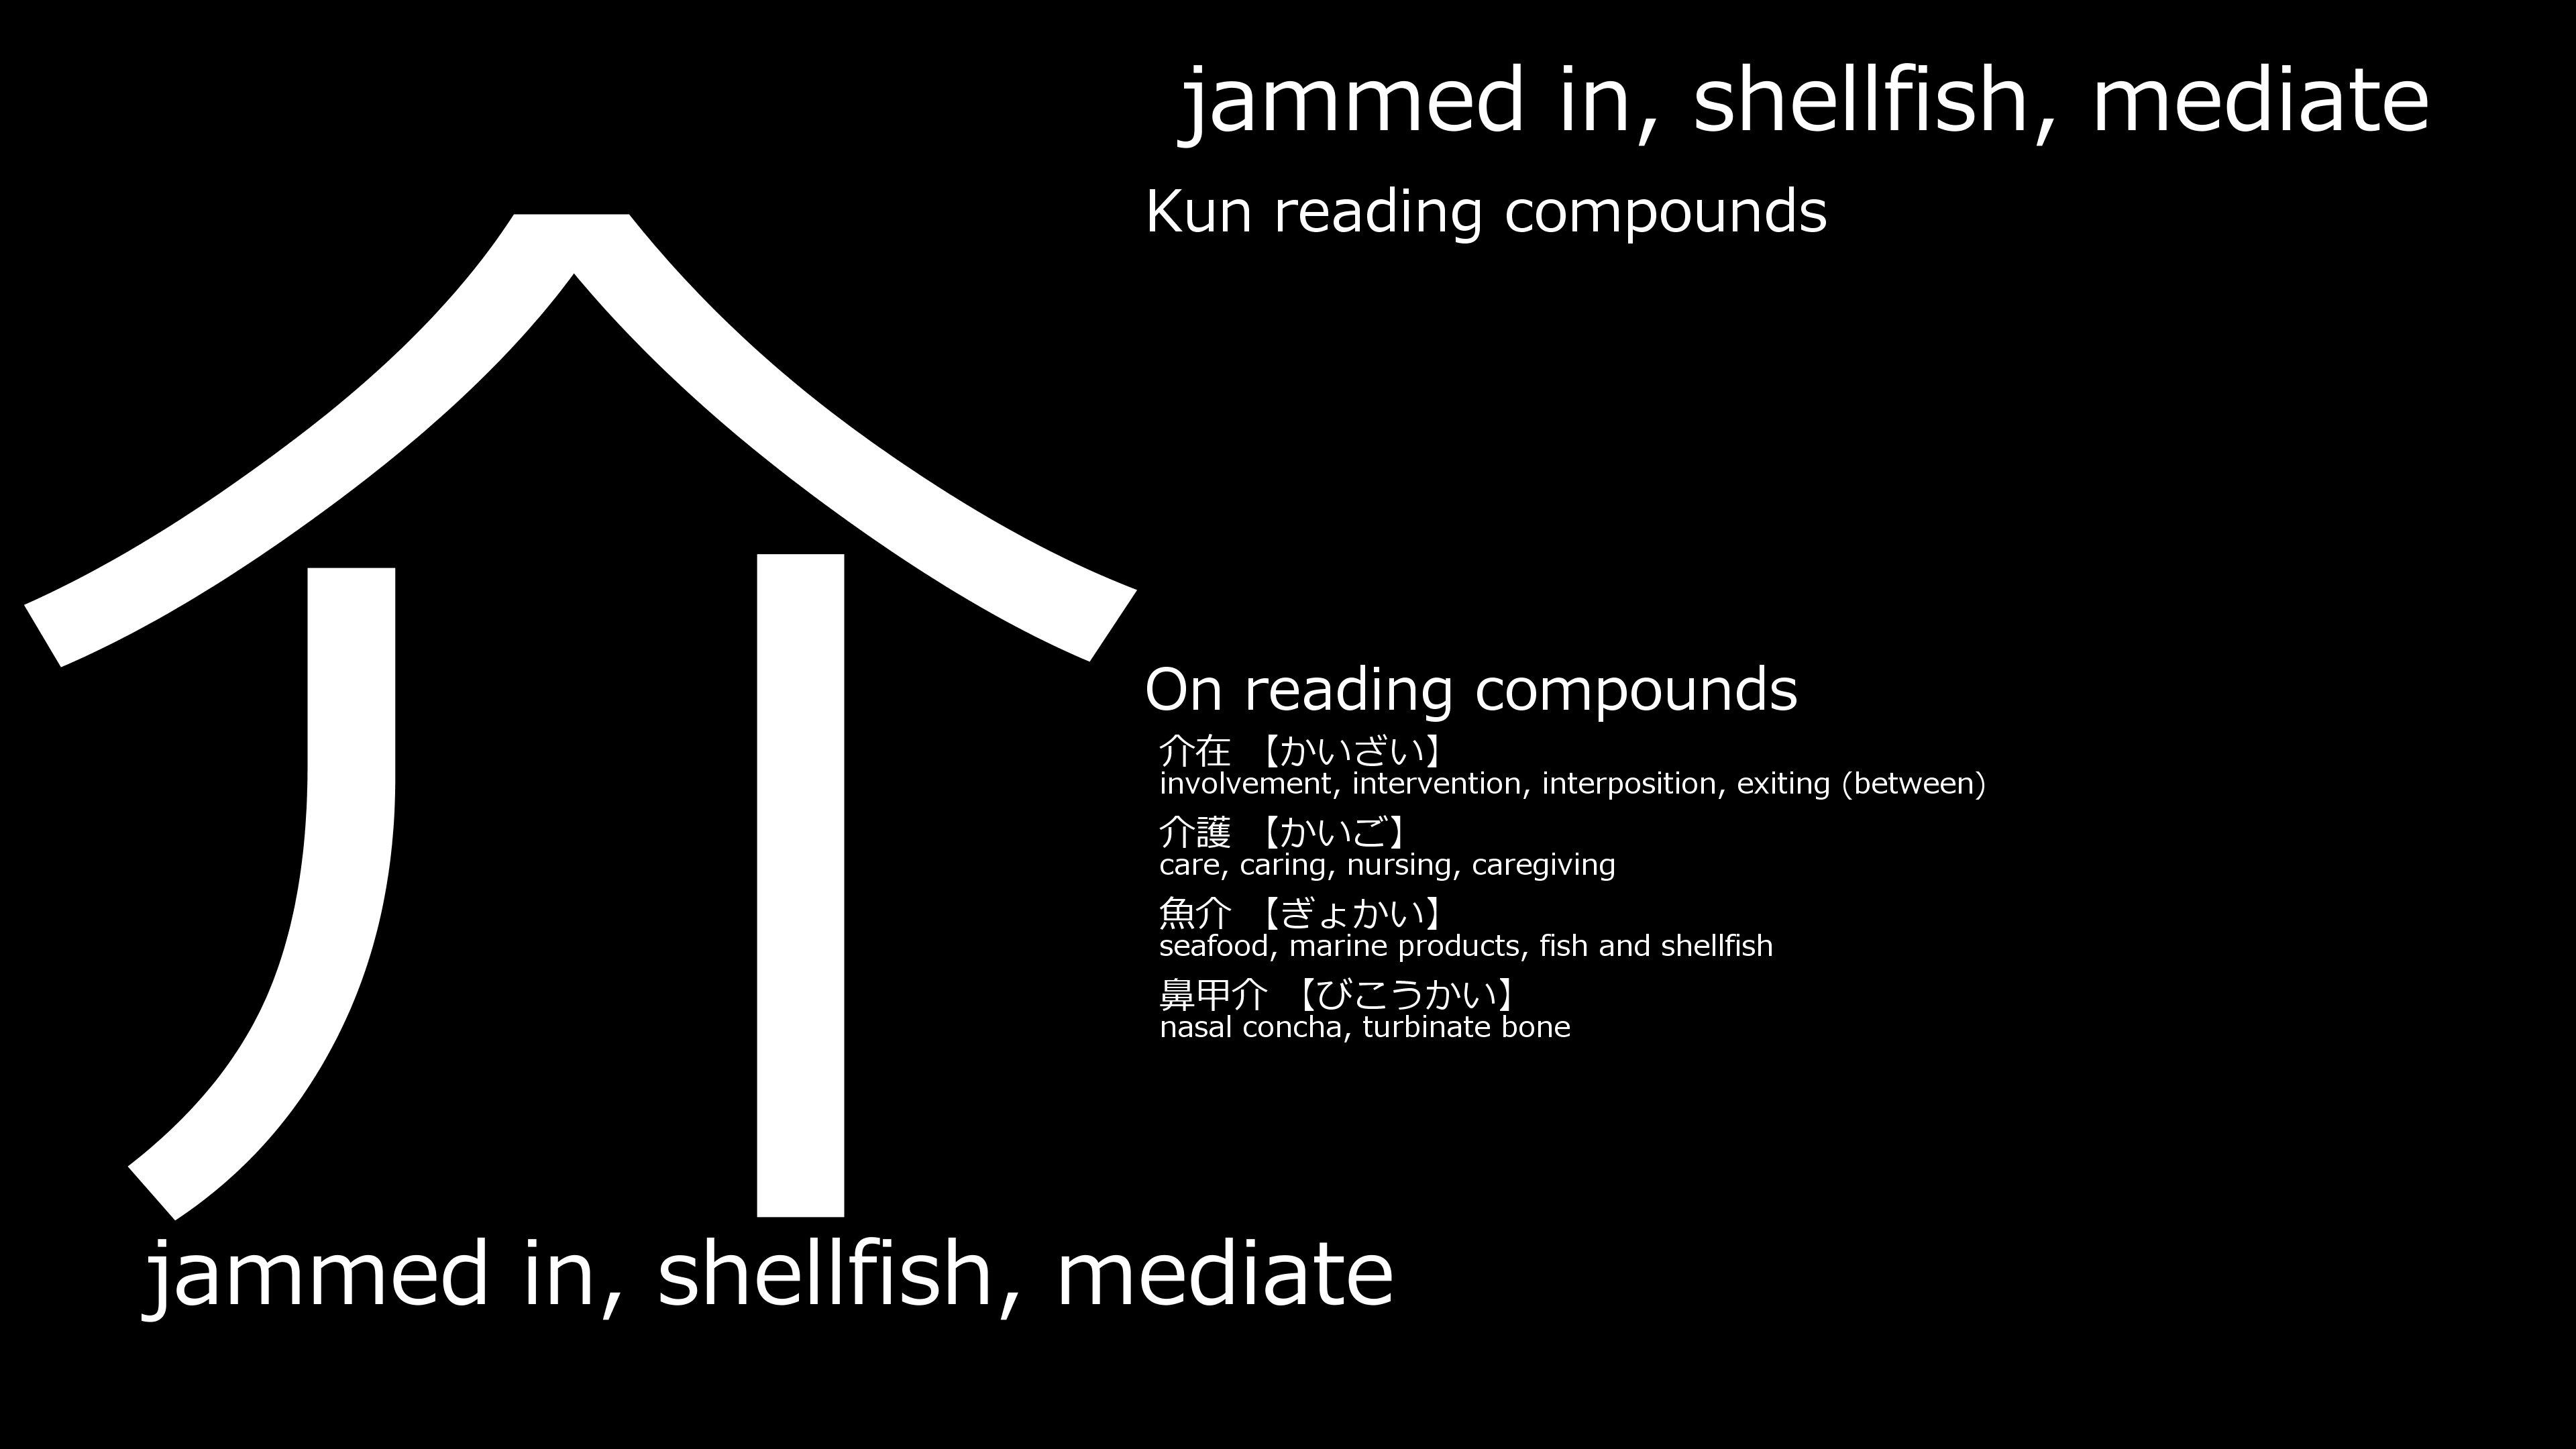 介
jammed in, shellfish, mediate
jammed in, shellfish, mediate
Kun reading compounds
On reading compounds
介在 【かいざい】
involvement, intervention, interposition, exiting (between)
介護 【かいご】
care, caring, nursing, caregiving
魚介 【ぎょかい】
seafood, marine products, fish and shellfish
鼻甲介 【びこうかい】
nasal concha, turbinate bone